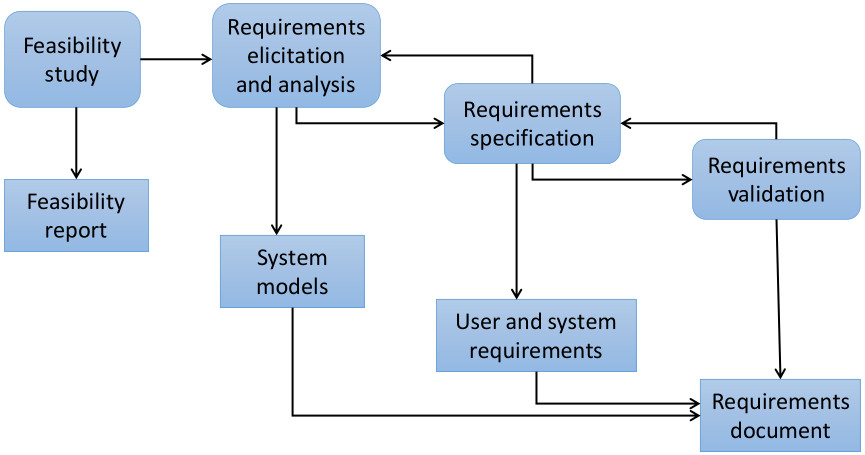 Feasibility
study
Requirements
elicitation
and analysis
Requirements
specification
Requirements
validation
Feasibility
report
System
models
User and system
requirements
Requirements
document